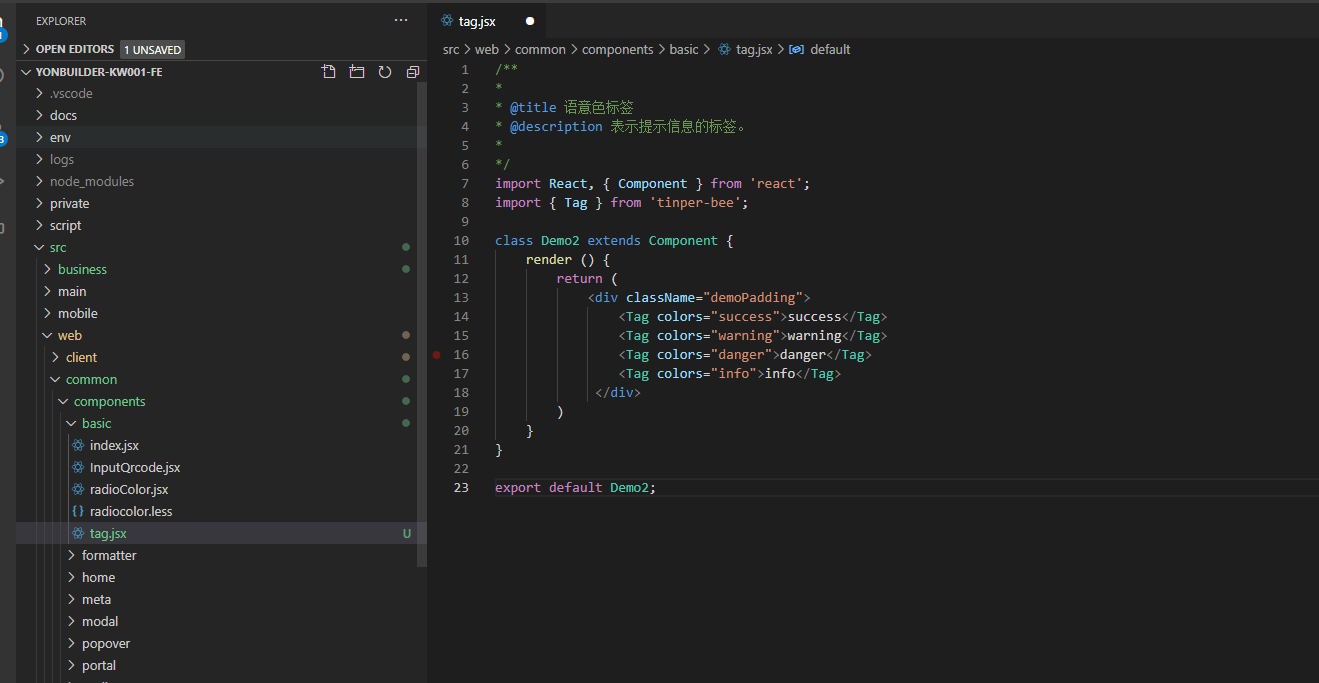 EXPLORER
OPEN EDITORS 1 UNSAVED
YONBUILDER-KW001-FE
.vscode
docs
env
logs
node_modules
private
script
src
business
main
mobile
web
client
common
components
basic
index.jsx
InputQrcode.jsx
radioColor.jsx
radiocolor.less
tag.jsx U
formatter
home
meta
modal
popover
portal
tag.jsx
src > web > common > components > basic > tag.jsx > default
1 /**
2 *
3 * @title 语意色标签
4 * @description 表示提示信息的标签。
5 *
6 */
7 import React, { Component } from 'react';
8 import { Tag } from 'tinper-bee';
9
10 class Demo2 extends Component {
11 render () {
12 return (
13 <div className="demoPadding">
14 <Tag colors="success">success</Tag>
15 <Tag colors="warning">warning</Tag>
16 <Tag colors="danger">danger</Tag>
17 <Tag colors="info">info</Tag>
18 </div>
19 )
20 }
21 }
22
23 export default Demo2;